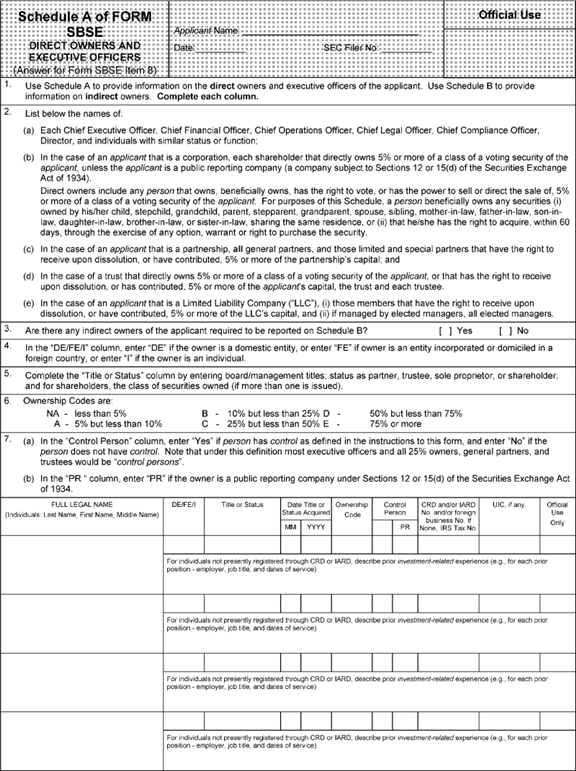 Schedule A of FORM
SBSE
DIRECT OWNERS AND
EXECUTIVE OFFICERS
(Answer for Form SBSE Item 8)
Applicant Name: 
Date: SEC Filer No: 
Official Use
1. Use Schedule A to provide information on the direct owners and executive officers of the applicant. Use Schedule B to provide
information on indirect owners. Complete each column.
2. List below the names of:
(a) Each Chief Executive Officer, Chief Financial Officer, Chief Operations Officer, Chief Legal Officer, Chief Compliance Officer,
Director, and individuals with similar status or function;
(b) In the case of an applicant that is a corporation, each shareholder that directly owns 5% or more of a class of a voting security of the
applicant, unless the applicant is a public reporting company (a company subject to Sections 12 or 15(d) of the Securities Exchange
Act of 1934).
Direct owners include any person that owns, beneficially owns, has the right to vote, or has the power to sell or direct the sale of, 5%
or more of a class of a voting security of the applicant. For purposes of this Schedule, a person beneficially owns any securities (i)
owned by his/her child, stepchild, grandchild, parent, stepparent, grandparent, spouse, sibling, mother-in-law, father-in-law, son-in-
law, daughter-in-law, brother-in-law, or sister-in-law, sharing the same residence, or (ii) that he/she has the right to acquire, within 60
days, through the exercise of any option, warrant or right to purchase the security.
(c) In the case of an applicant that is a partnership, all general partners, and those limited and special partners that have the right to
receive upon dissolution, or have contributed, 5% or more of the partnership's capital; and
(d) In the case of a trust that directly owns 5% or more of a class of a voting security of the applicant, or that has the right to receive
upon dissolution, or has contributed, 5% or more of the applicant's capital, the trust and each trustee.
(e) In the case of an applicant that is a Limited Liability Company ("LLC"), (i) those members that have the right to receive upon
dissolution, or have contributed, 5% or more of the LLC's capital, and (ii) if managed by elected managers, all elected managers.
3. Are there any indirect owners of the applicant required to be reported on Schedule B? [ ] Yes [ ] No
4. In the "DE/FE/I" column, enter "DE" if the owner is a domestic entity, or enter "FE" if owner is an entity incorporated or domiciled in a
foreign country, or enter "I" if the owner is an individual.
5. Complete the "Title or Status" column by entering board/management titles: status as partner, trustee, sole proprietor, or shareholder;
and for shareholders, the class of securities owned (if more than one is issued).
6. Ownership Codes are:
NA - less than 5% B - 10% but less than 25% D - 50% but less than 75%
A - 5% but less than 10% C - 25% but less than 50% E - 75% or more
7. (a) In the "Control Person" column, enter "Yes" if person has control as defined in the instructions to this form, and enter "No" if the
person does not have control. Note that under this definition most executive officers and all 25% owners, general partners, and
trustees would be "control persons".
(b) In the "PR " column, enter "PR" if the owner is a public reporting company under Sections 12 or 15(d) of the Securities Exchange Act
of 1934.
FULL LEGAL NAME
(Individuals: Last Name, First Name, Middle Name)
DE/FE/I
Title or Status
Date Title or
Status Acquired
MM YYYY
Ownership
Code
Control
Person
PR
CRD and/or IARD
No. and/or foreign
business No. If
None, IRS Tax No.
UIC, if any.
Official
Use
Only
For individuals not presently registered through CRD or IARD, describe prior investment-related experience (e.g., for each prior
position - employer, job title, and dates of service)
For individuals not presently registered through CRD or IARD, describe prior investment-related experience (e.g., for each prior
position - employer, job title, and dates of service)
For individuals not presently registered through CRD or IARD, describe prior investment-related experience (e.g., for each prior
position - employer, job title, and dates of service)
For individuals not presently registered through CRD or IARD, describe prior investment-related experience (e.g., for each prior
position - employer, job title, and dates of service)